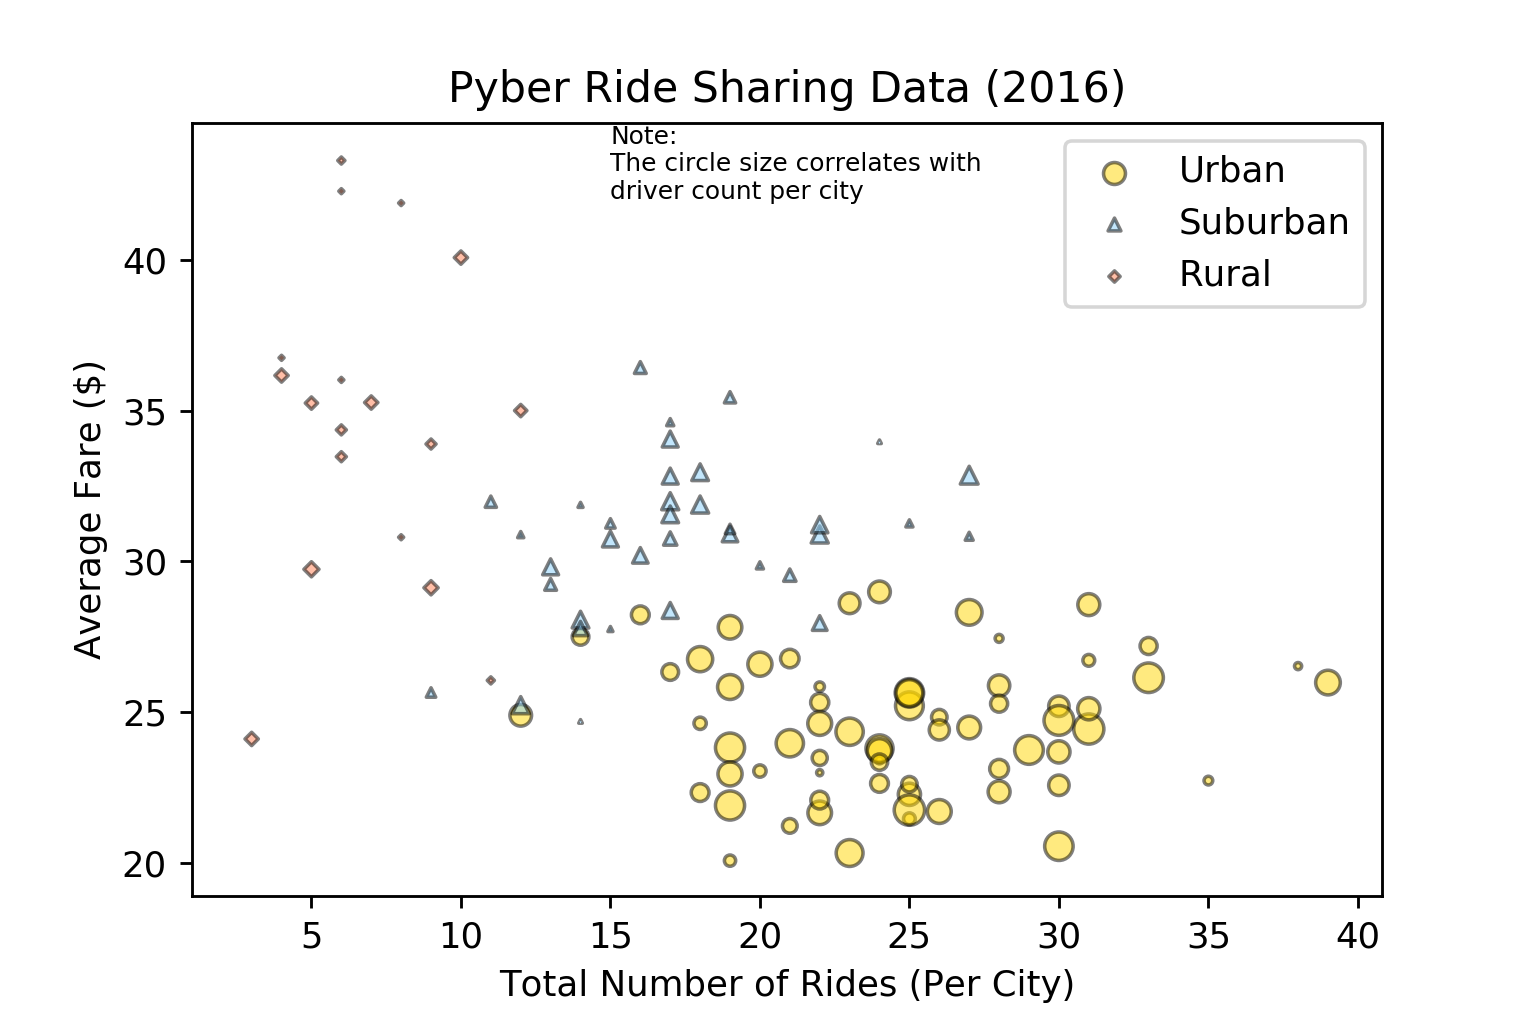 Pyber Ride Sharing Data (2016)
Note:
The circle size correlates with
driver count per city
Urban
Suburban
Rural
40
35
30
25
20
Average Fare ($)
5 10 15 20 25 30 35 40
Total Number of Rides (Per City)